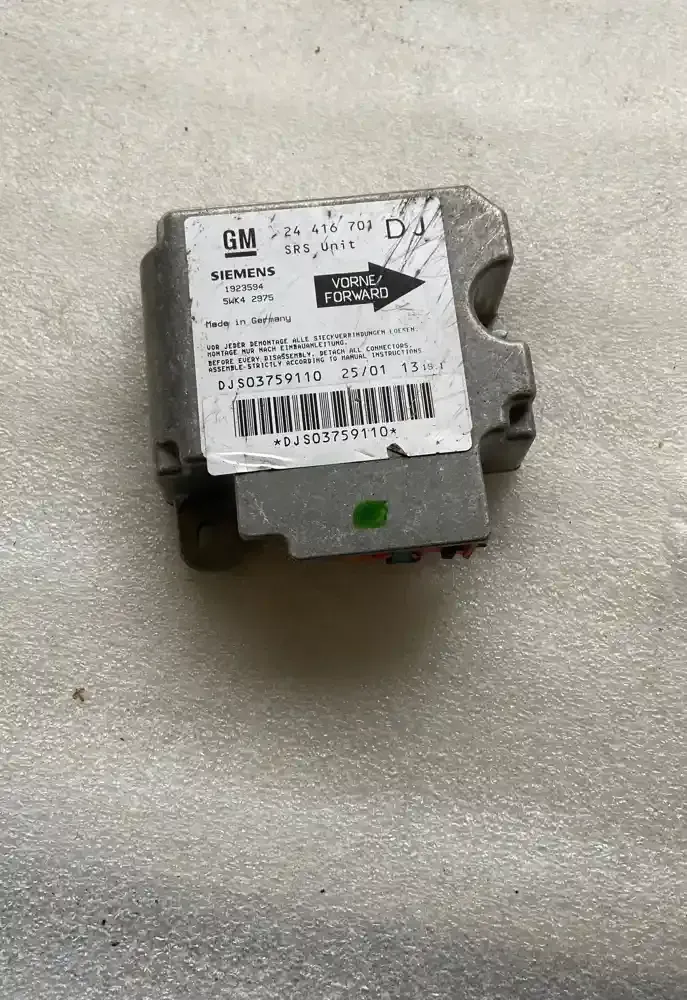 GM 24 416 701 DJ
SRS Unit
SIEMENS
1923594
5WK4 2975
VORNE/
FORWARD
Made in Germany
VOR JEDER DEMONTAGE ALLE STECKVERBINDUNGEN LOESEN.
MONTAGE NUR NACH EINBAUANLEITUNG.
BEFORE EVERY DISASSEMBLY, DETACH ALL CONNECTORS.
ASSEMBLE STRICTLY ACCORDING TO MANUAL INSTRUCTIONS
DJS03759110 25/01 13
*DJS03759110*